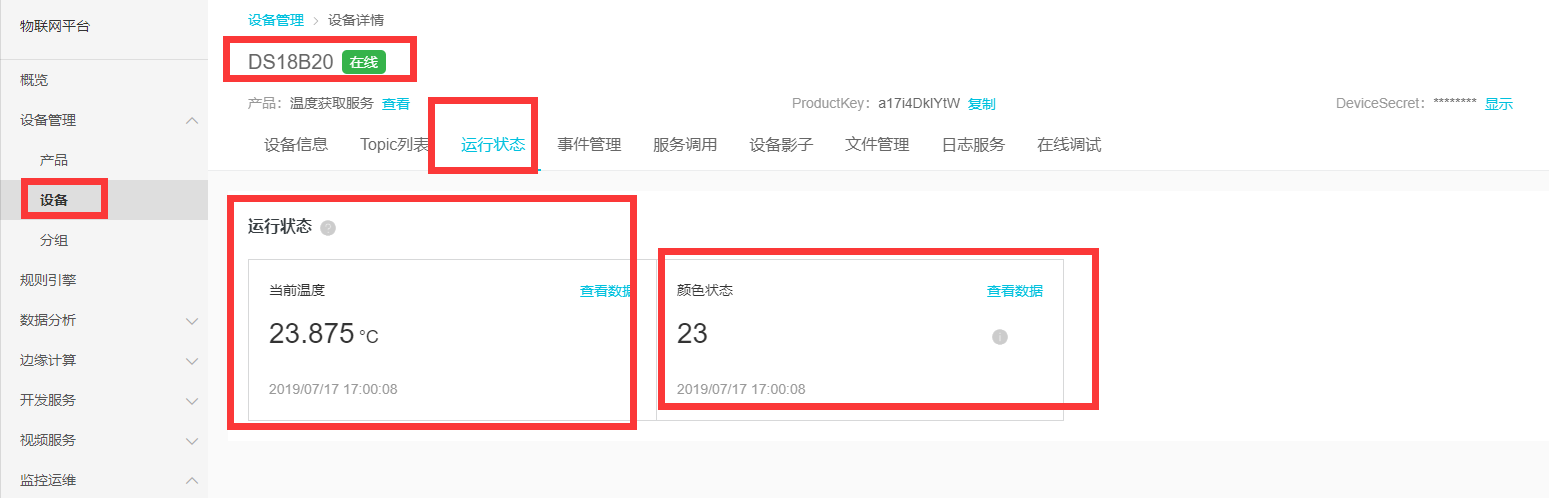 物联网平台
概览
设备管理
产品
设备
分组
规则引擎
数据分析
边缘计算
开发服务
视频服务
监控运维
设备管理 > 设备详情
DS18B20 在线
产品： 温度获取服务 查看 ProductKey： a17i4DklYtW 复制 DeviceSecret： ******** 显示
设备信息 Topic列表 运行状态 事件管理 服务调用 设备影子 文件管理 日志服务 在线调试
运行状态 ?
当前温度 查看数据
23.875 °C
2019/07/17 17:00:08
颜色状态 查看数据
23
2019/07/17 17:00:08